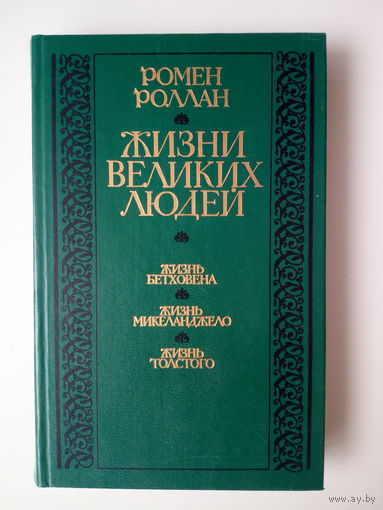 РОМЕН
РОЛЛАН
ЖИЗНИ
ВЕЛИКИХ
ЛЮДЕЙ
ЖИЗНЬ
БЕТХОВЕНА
ЖИЗНЬ
МИКЕЛАНДЖЕЛО
ЖИЗНЬ
ТОЛСТОГО
www.ay.by